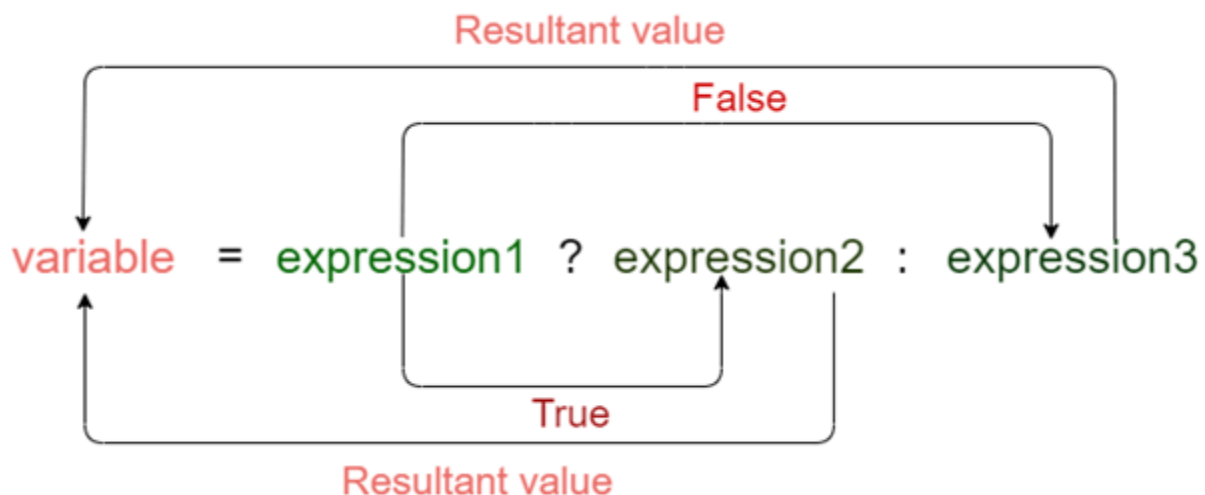 Resultant value
False
variable = expression1 ? expression2 : expression3
True
Resultant value